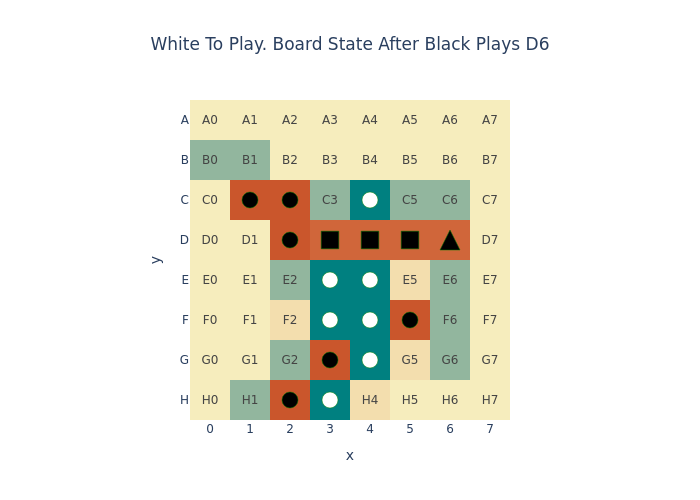 White To Play. Board State After Black Plays D6
A A0 A1 A2 A3 A4 A5 A6 A7
B B0 B1 B2 B3 B4 B5 B6 B7
C C0 C3 C5 C6 C7
D D0 D1 D7
E E0 E1 E2 E5 E6 E7
F F0 F1 F2 F6 F7
G G0 G1 G2 G5 G6 G7
H H0 H1 H4 H5 H6 H7
0 1 2 3 4 5 6 7
x
y